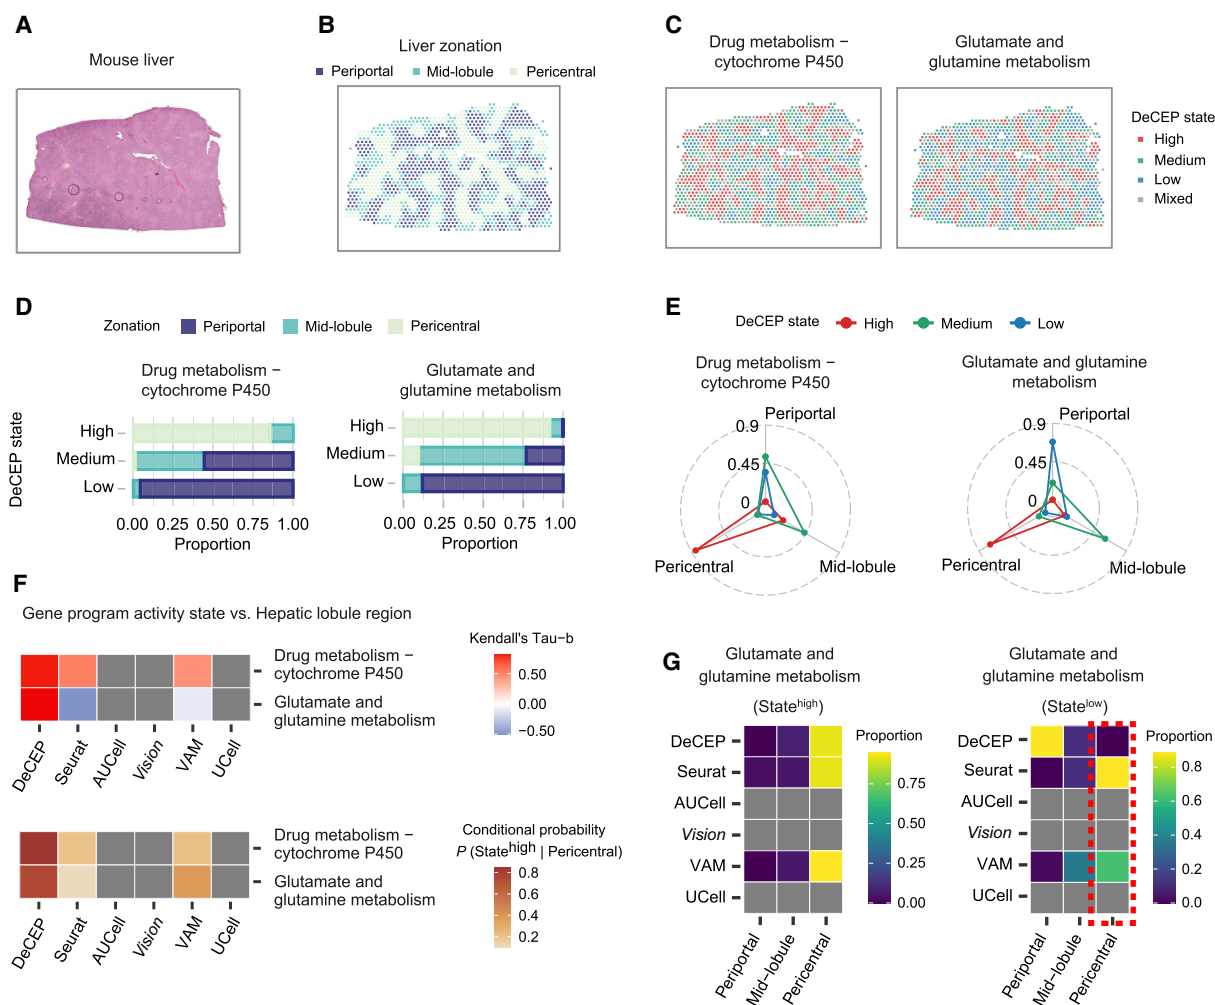 A
Mouse liver
B
Liver zonation
Periportal Mid-lobule Pericentral
C
Drug metabolism −
cytochrome P450
Glutamate and
glutamine metabolism
DeCEP state
High
Medium
Low
Mixed
D
Zonation Periportal Mid-lobule Pericentral
Drug metabolism −
cytochrome P450
Glutamate and
glutamine metabolism
DeCEP state
High
Medium
Low
0.00 0.25 0.50 0.75 1.00
Proportion
High
Medium
Low
0.00 0.25 0.50 0.75 1.00
Proportion
E
DeCEP state High Medium Low
Drug metabolism −
cytochrome P450
Periportal
0.9
0.45
0
Pericentral
Mid-lobule
Glutamate and glutamine
metabolism
Periportal
0.9
0.45
0
Pericentral
Mid-lobule
F
Gene program activity state vs. Hepatic lobule region
Drug metabolism −
cytochrome P450
Glutamate and
glutamine metabolism
DeCEP Seurat AUCell Vision VAM UCell
Kendall's Tau−b
0.50
0.00
−0.50
Drug metabolism −
cytochrome P450
Glutamate and
glutamine metabolism
DeCEP Seurat AUCell Vision VAM UCell
Conditional probability
P (Statehigh | Pericentral)
0.8
0.6
0.4
0.2
G
Glutamate and
glutamine metabolism
(Statehigh)
DeCEP
Seurat
AUCell
Vision
VAM
UCell
Periportal Mid−lobule Pericentral
Proportion
0.75
0.50
0.25
0.00
Glutamate and
glutamine metabolism
(Statelow)
DeCEP
Seurat
AUCell
Vision
VAM
UCell
Periportal Mid−lobule Pericentral
Proportion
0.8
0.6
0.4
0.2
0.0